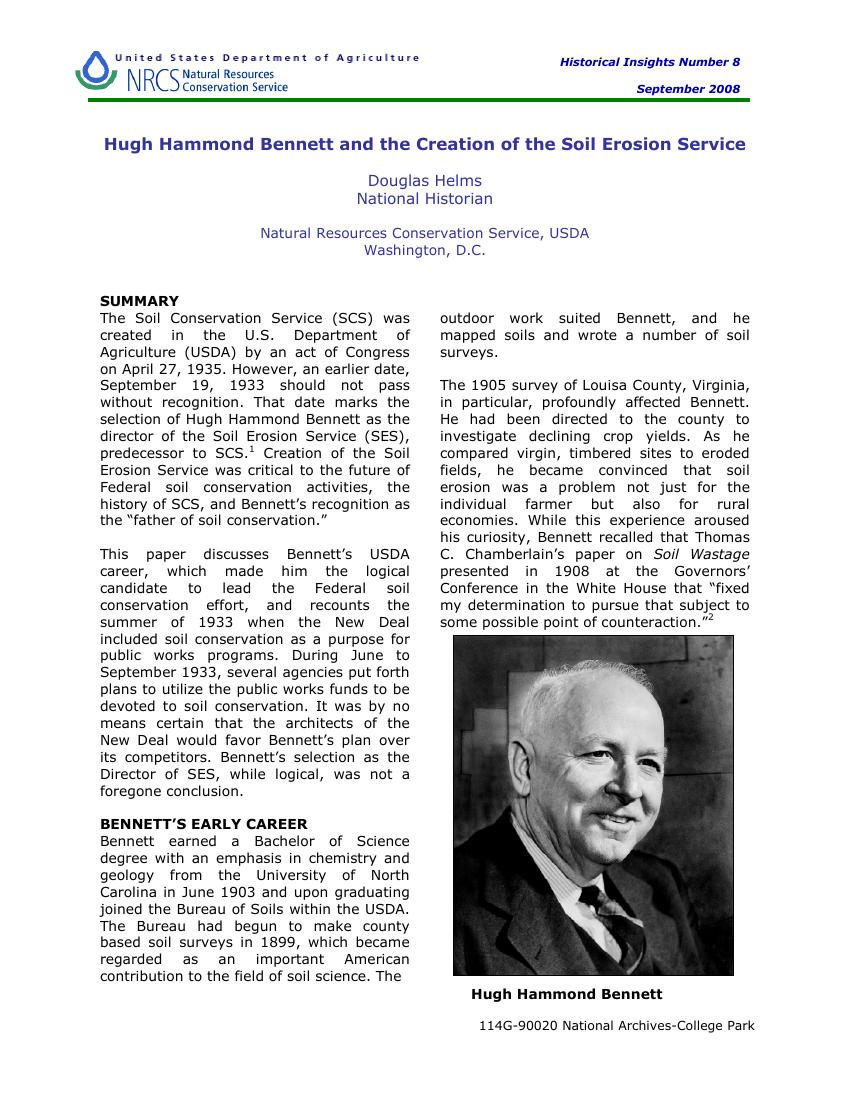 United States Department of Agriculture
NRCS Natural Resources
Conservation Service
Historical Insights Number 8
September 2008
Hugh Hammond Bennett and the Creation of the Soil Erosion Service
Douglas Helms
National Historian
Natural Resources Conservation Service, USDA
Washington, D.C.
SUMMARY
The Soil Conservation Service (SCS) was
created in the U.S. Department of
Agriculture (USDA) by an act of Congress
on April 27, 1935. However, an earlier date,
September 19, 1933 should not pass
without recognition. That date marks the
selection of Hugh Hammond Bennett as the
director of the Soil Erosion Service (SES),
predecessor to SCS.1 Creation of the Soil
Erosion Service was critical to the future of
Federal soil conservation activities, the
history of SCS, and Bennett’s recognition as
the “father of soil conservation.”
This paper discusses Bennett’s USDA
career, which made him the logical
candidate to lead the Federal soil
conservation effort, and recounts the
summer of 1933 when the New Deal
included soil conservation as a purpose for
public works programs. During June to
September 1933, several agencies put forth
plans to utilize the public works funds to be
devoted to soil conservation. It was by no
means certain that the architects of the
New Deal would favor Bennett’s plan over
its competitors. Bennett’s selection as the
Director of SES, while logical, was not a
foregone conclusion.
BENNETT’S EARLY CAREER
Bennett earned a Bachelor of Science
degree with an emphasis in chemistry and
geology from the University of North
Carolina in June 1903 and upon graduating
joined the Bureau of Soils within the USDA.
The Bureau had begun to make county
based soil surveys in 1899, which became
regarded as an important American
contribution to the field of soil science. The
outdoor work suited Bennett, and he
mapped soils and wrote a number of soil
surveys.
The 1905 survey of Louisa County, Virginia,
in particular, profoundly affected Bennett.
He had been directed to the county to
investigate declining crop yields. As he
compared virgin, timbered sites to eroded
fields, he became convinced that soil
erosion was a problem not just for the
individual farmer but also for rural
economies. While this experience aroused
his curiosity, Bennett recalled that Thomas
C. Chamberlain’s paper on Soil Wastage
presented in 1908 at the Governors’
Conference in the White House that “fixed
my determination to pursue that subject to
some possible point of counteraction.”2
Hugh Hammond Bennett
114G-90020 National Archives-College Park